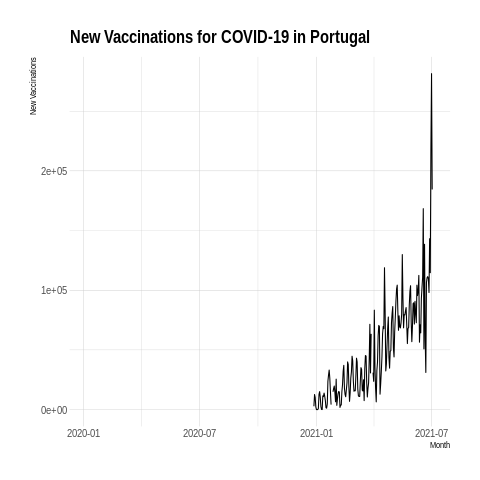 New Vaccinations for COVID-19 in Portugal
New Vaccinations
2e+05
1e+05
0e+00
2020-01 2020-07 2021-01 2021-07
Month